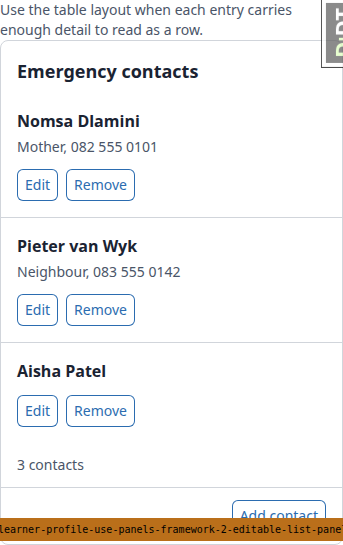 Use the table layout when each entry carries
enough detail to read as a row.
Emergency contacts
Nomsa Dlamini
Mother, 082 555 0101
Edit
Remove
Pieter van Wyk
Neighbour, 083 555 0142
Edit
Remove
Aisha Patel
Edit
Remove
3 contacts
Add contact
learner-profile-use-panels-framework-2-editable-list-pane